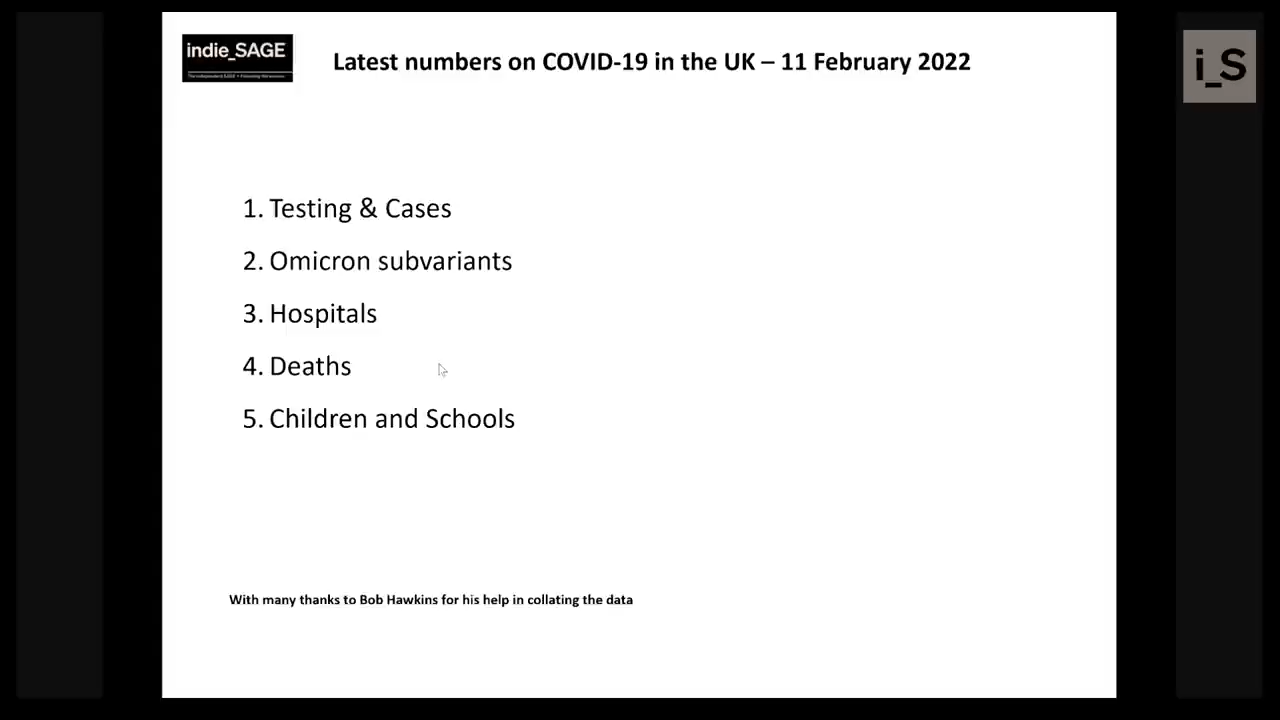 indie_SAGE
Latest numbers on COVID-19 in the UK – 11 February 2022
i_S
1. Testing & Cases
2. Omicron subvariants
3. Hospitals
4. Deaths
5. Children and Schools
With many thanks to Bob Hawkins for his help in collating the data